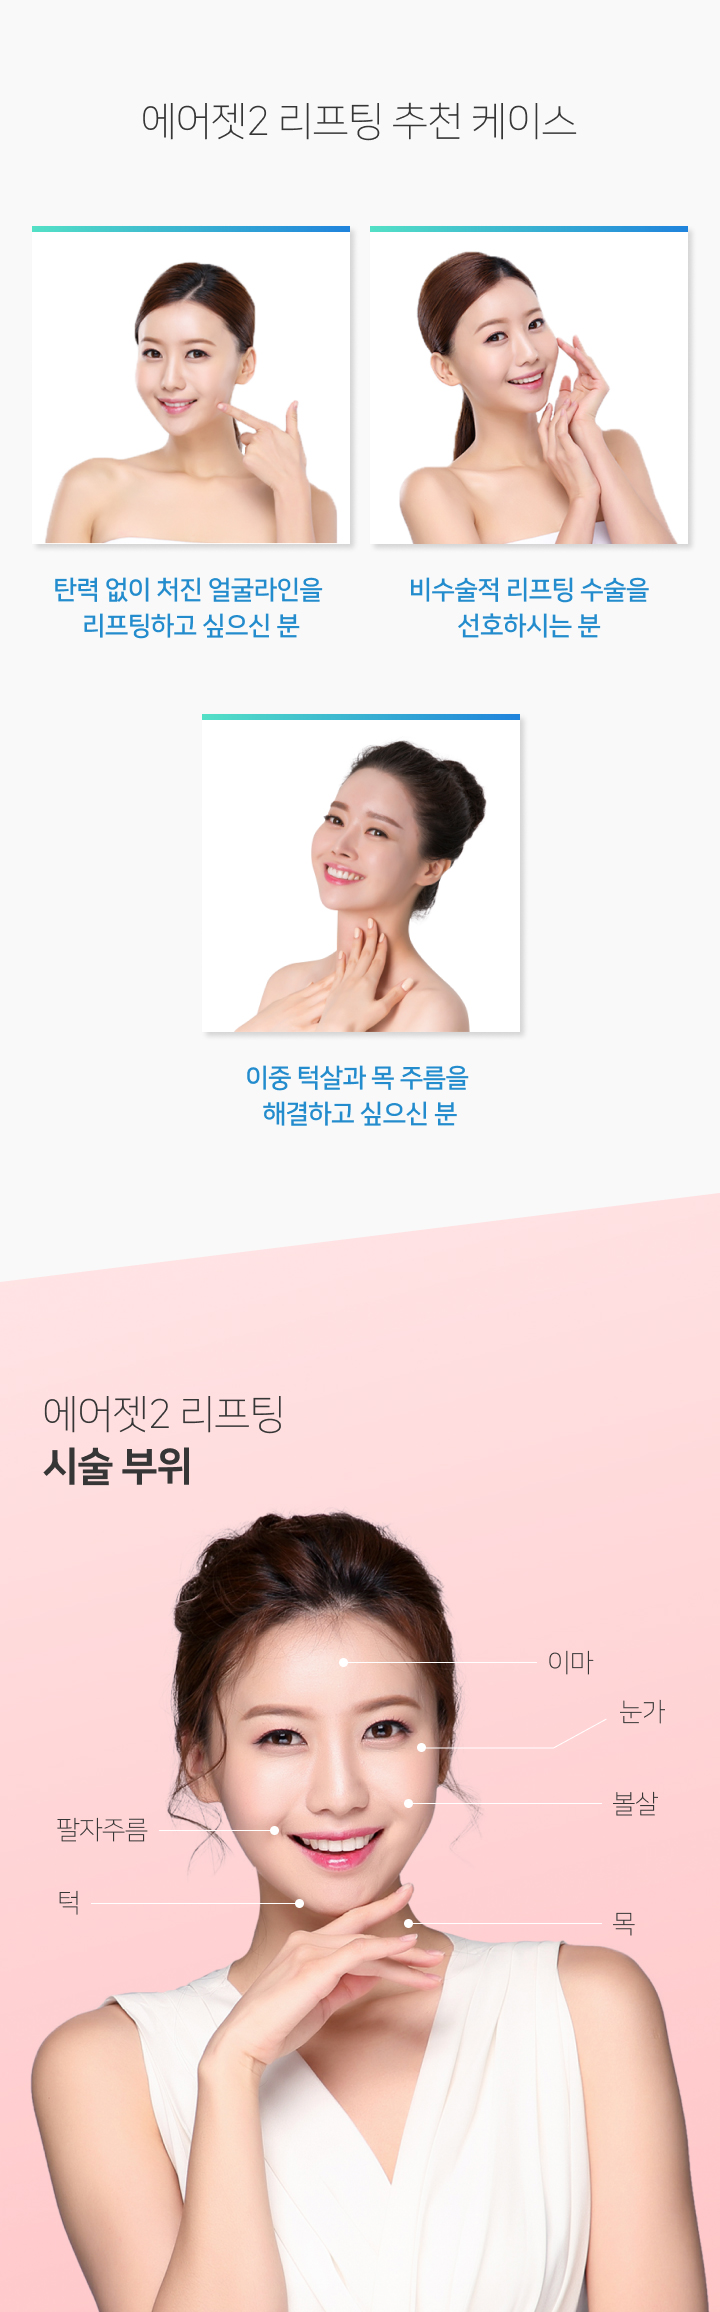 에어젯2 리프팅 추천 케이스
탄력 없이 처진 얼굴라인을
리프팅하고 싶으신 분
비수술적 리프팅 수술을
선호하시는 분
이중 턱살과 목 주름을
해결하고 싶으신 분
에어젯2 리프팅
시술 부위
이마
눈가
볼살
팔자주름
턱
목